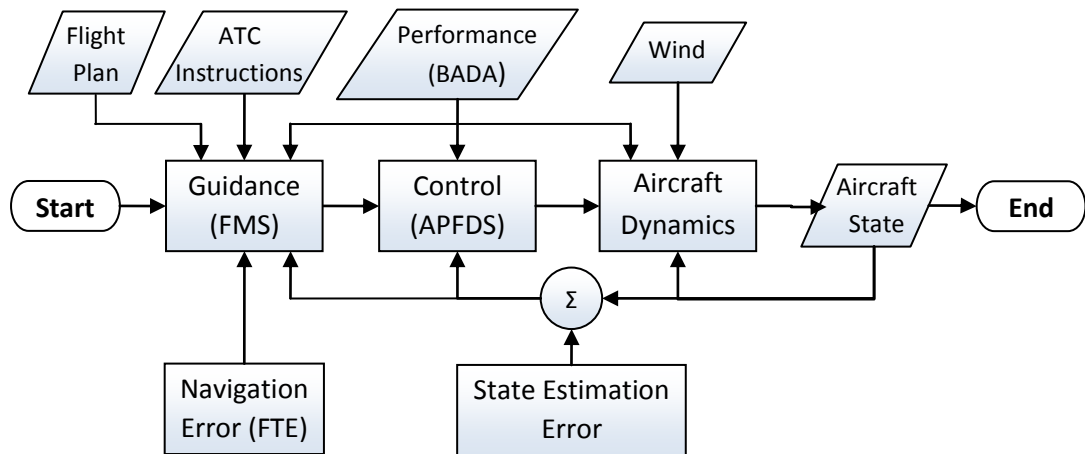 Flight
Plan
ATC
Instructions
Performance
(BADA)
Wind
Start
Guidance
(FMS)
Control
(APFDS)
Aircraft
Dynamics
Aircraft
State
End
Σ
Navigation
Error (FTE)
State Estimation
Error